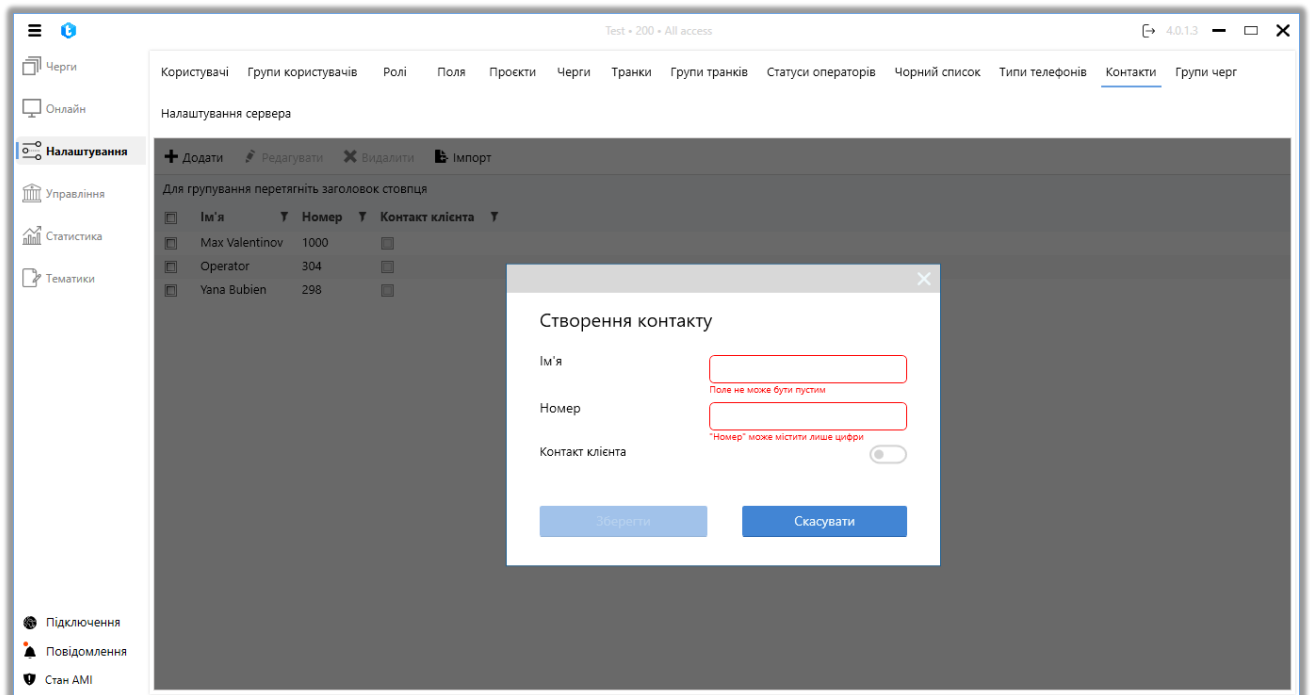 Test • 200 • All access
4.0.1.3
Черги
Онлайн
Налаштування
Управління
Статистика
Тематики
Підключення
Повідомлення
Стан АМІ
Користувачі Групи користувачів Ролі Поля Проєкти Черги Транки Групи транків Статуси операторів Чорний список Типи телефонів Контакти Групи черг
Налаштування сервера
Додати Редагувати Видалити Імпорт
Для групування перетягніть заголовок стовпця
Ім'я Номер Контакт клієнта
Max Valentinov 1000
Operator 304
Yana Bubien 298
Створення контакту
Ім'я
Поле не може бути пустим
Номер
"Номер" може містити лише цифри
Контакт клієнта
Зберегти Скасувати